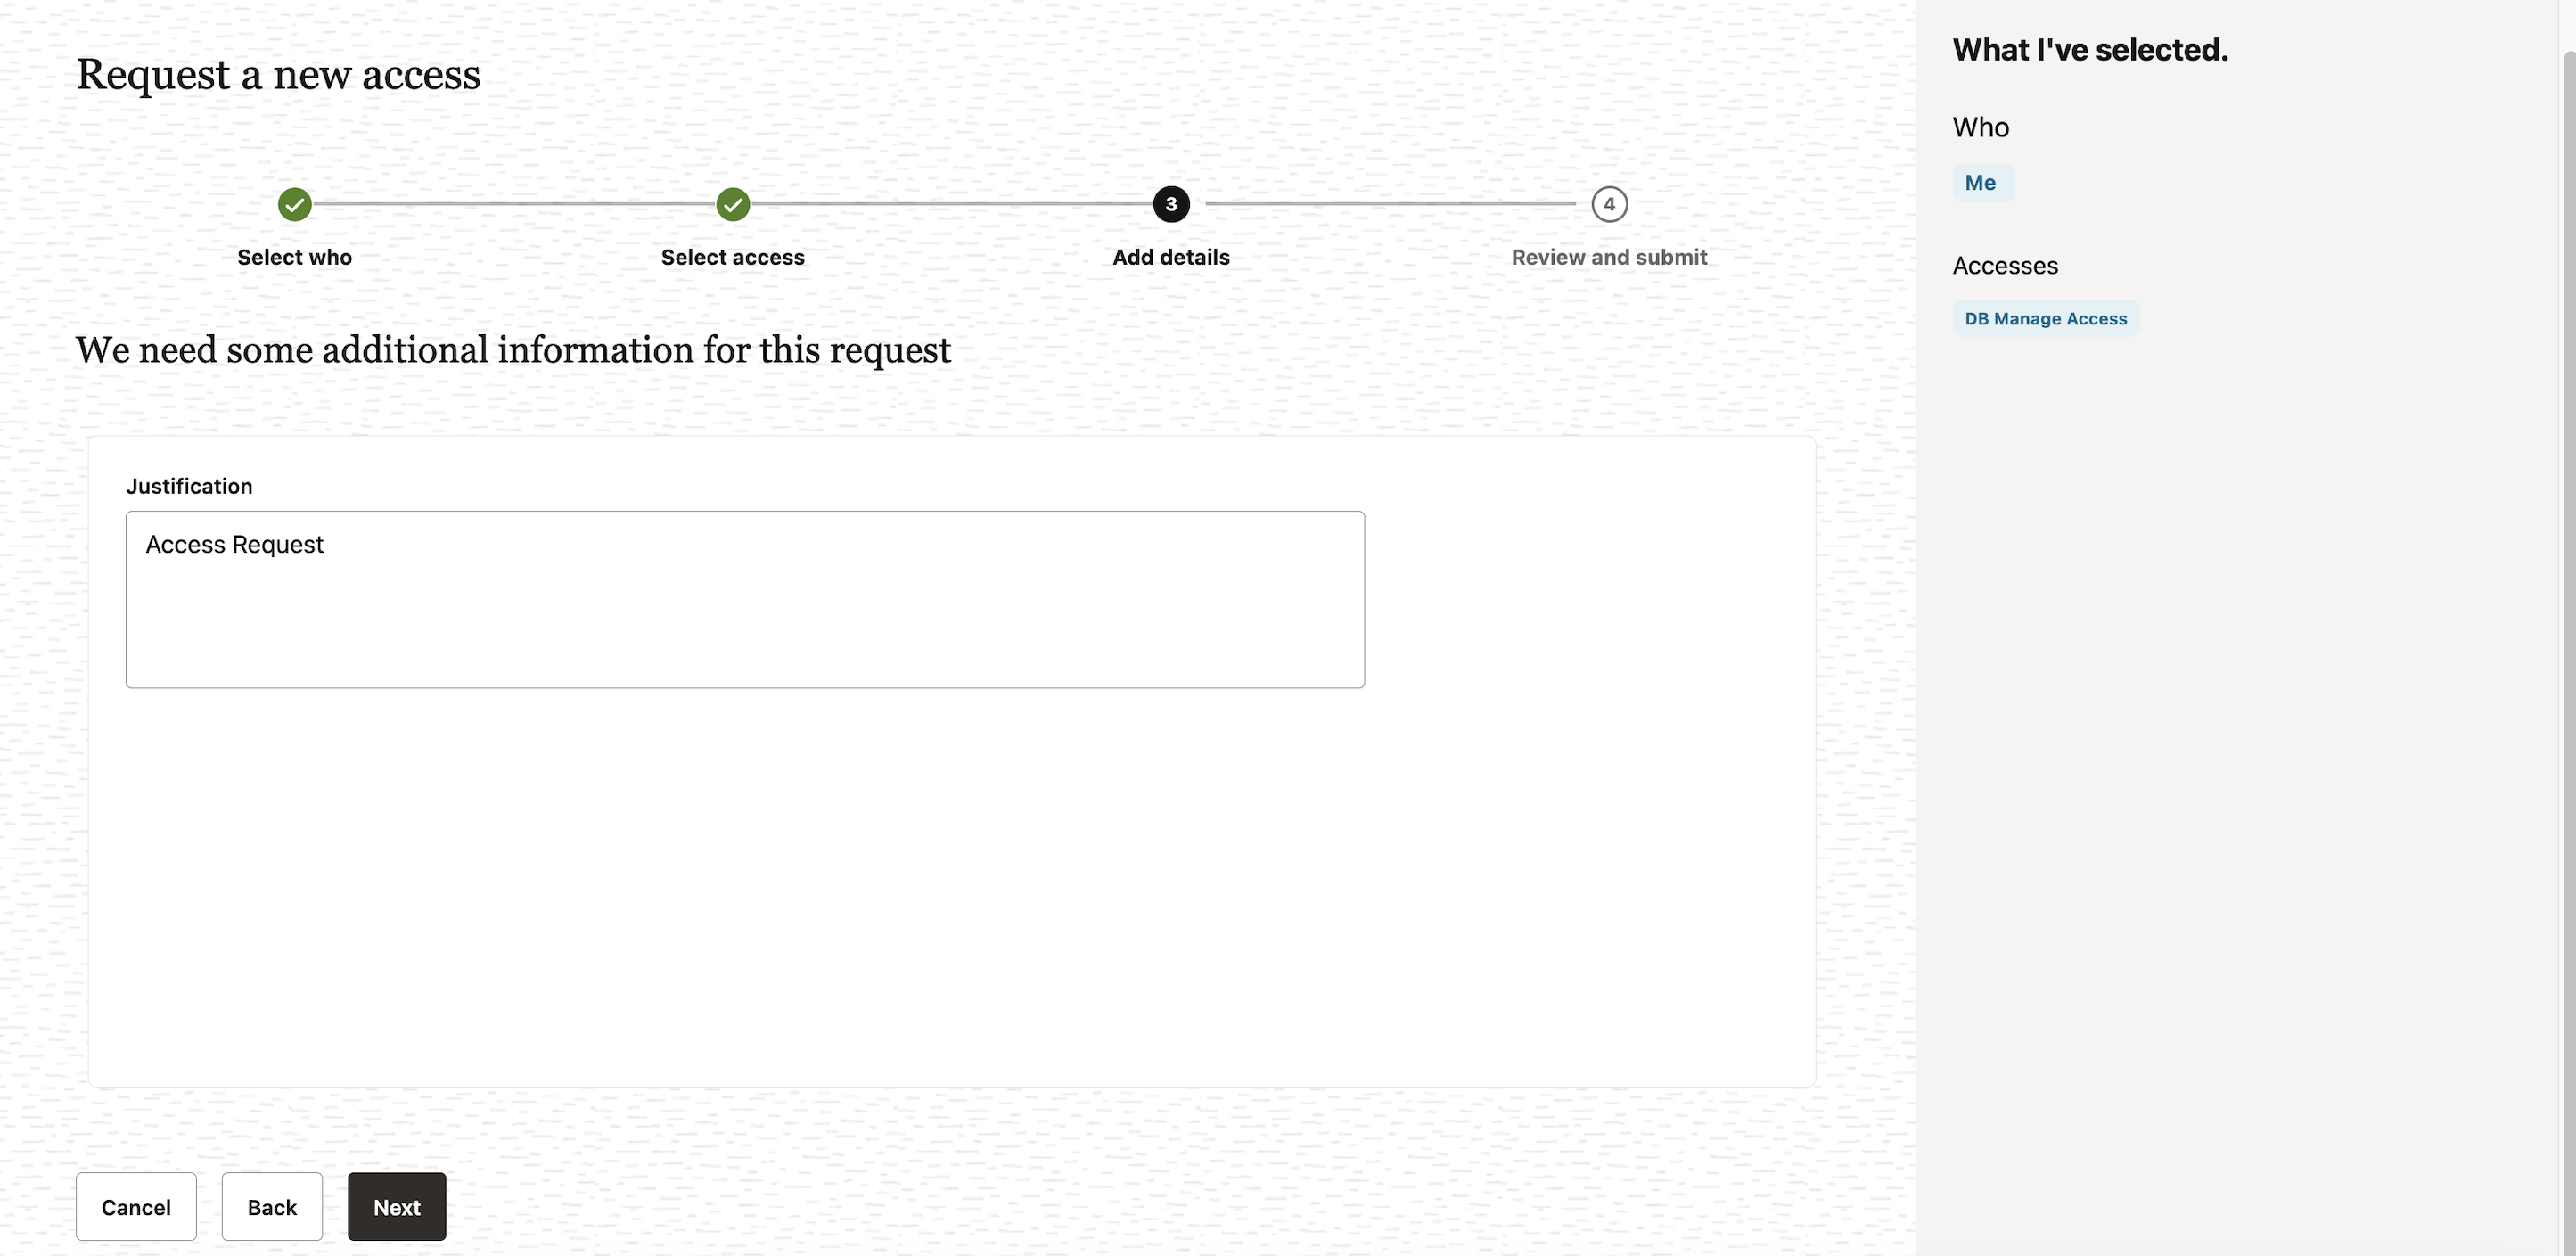 Request a new access
3
4
Select who
Select access
Add details
Review and submit
We need some additional information for this request
Justification
Access Request
Cancel
Back
Next
What I've selected.
Who
Me
Accesses
DB Manage Access